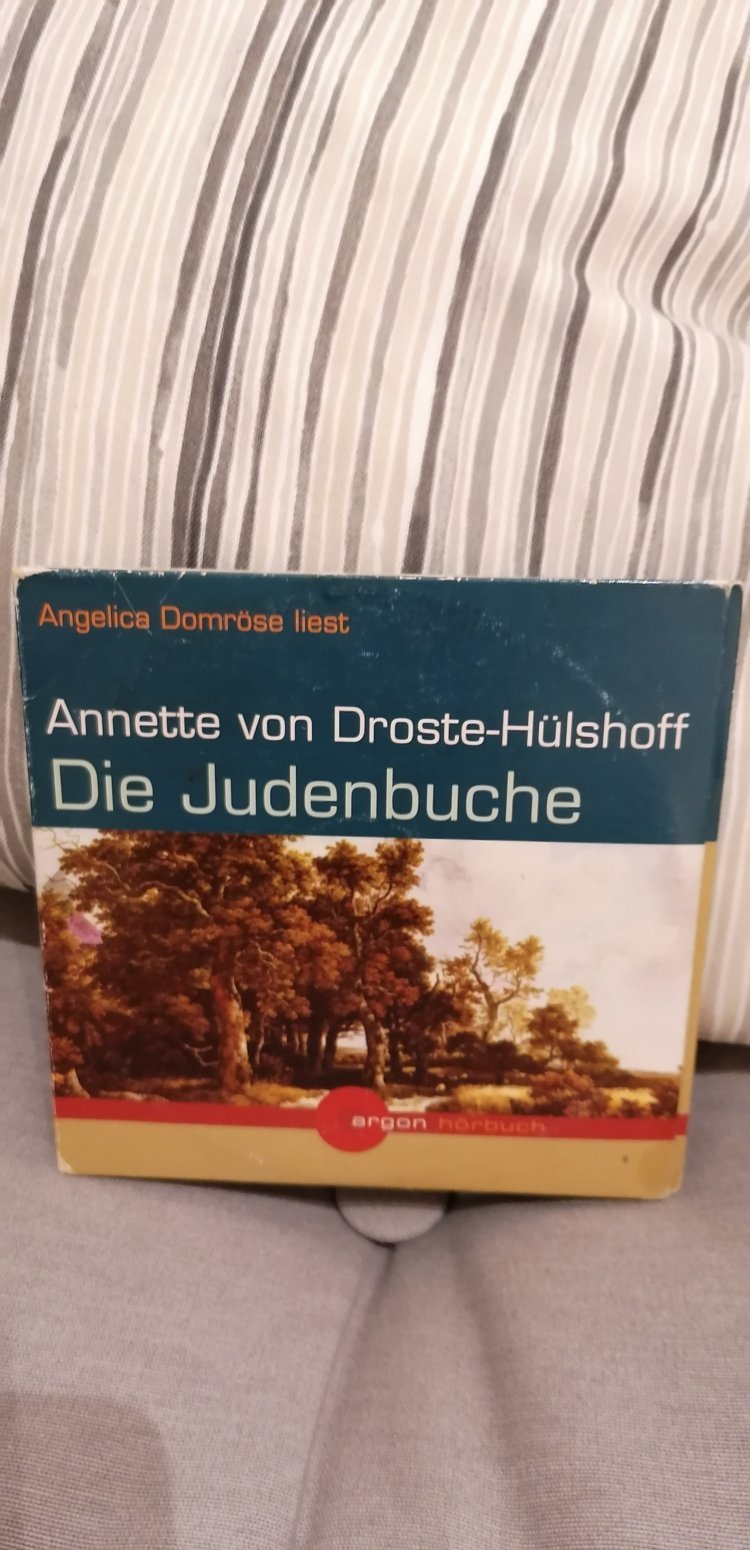 Angelica Domröse liest
Annette von Droste-Hülshoff
Die Judenbuche
argon hörbuch